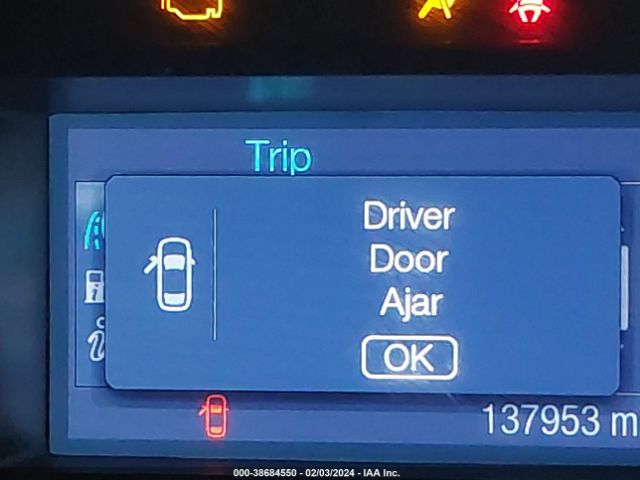 Trip
Driver
Door
Ajar
OK
137953 m
000-38684550 - 02/03/2024 - IAA Inc.